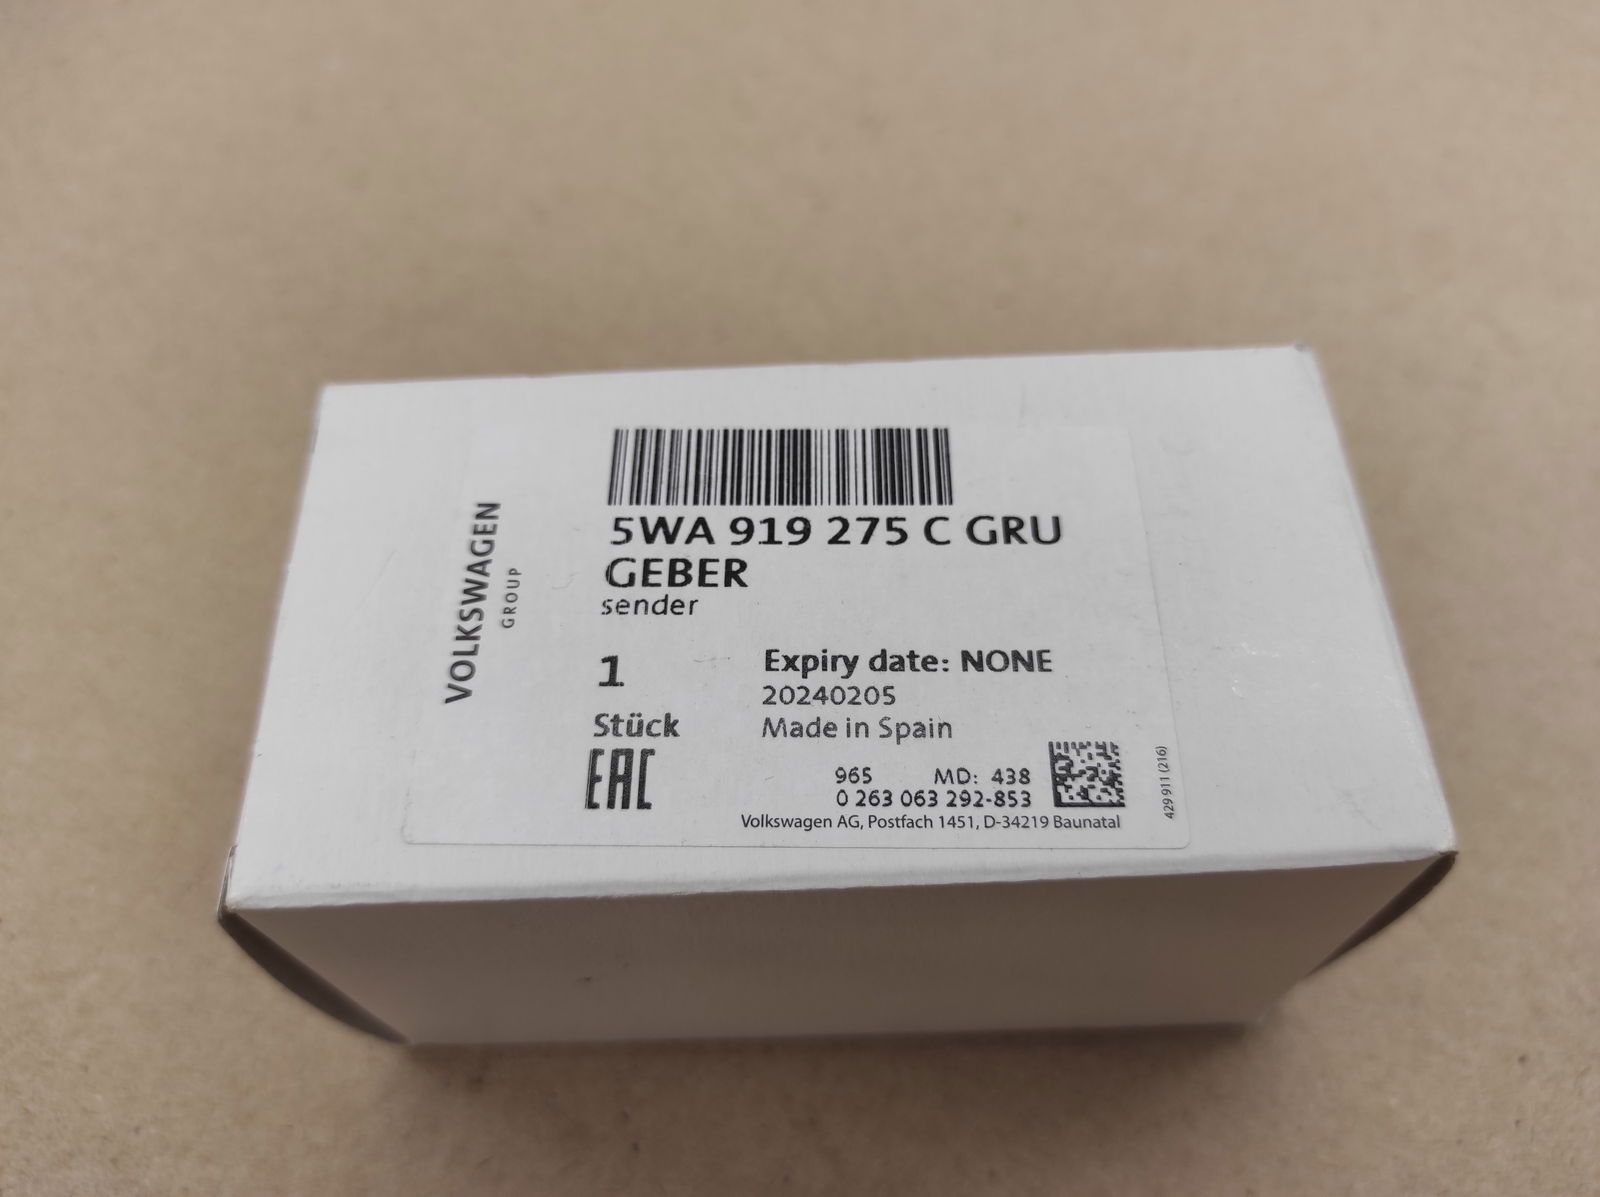 VOLKSWAGEN
GROUP
5WA 919 275 C GRU
GEBER
sender
1
Stück
Expiry date: NONE
20240205
Made in Spain
EAC
965 MD: 438
0 263 063 292-853
Volkswagen AG, Postfach 1451, D-34219 Baunatal
429 911 (216)